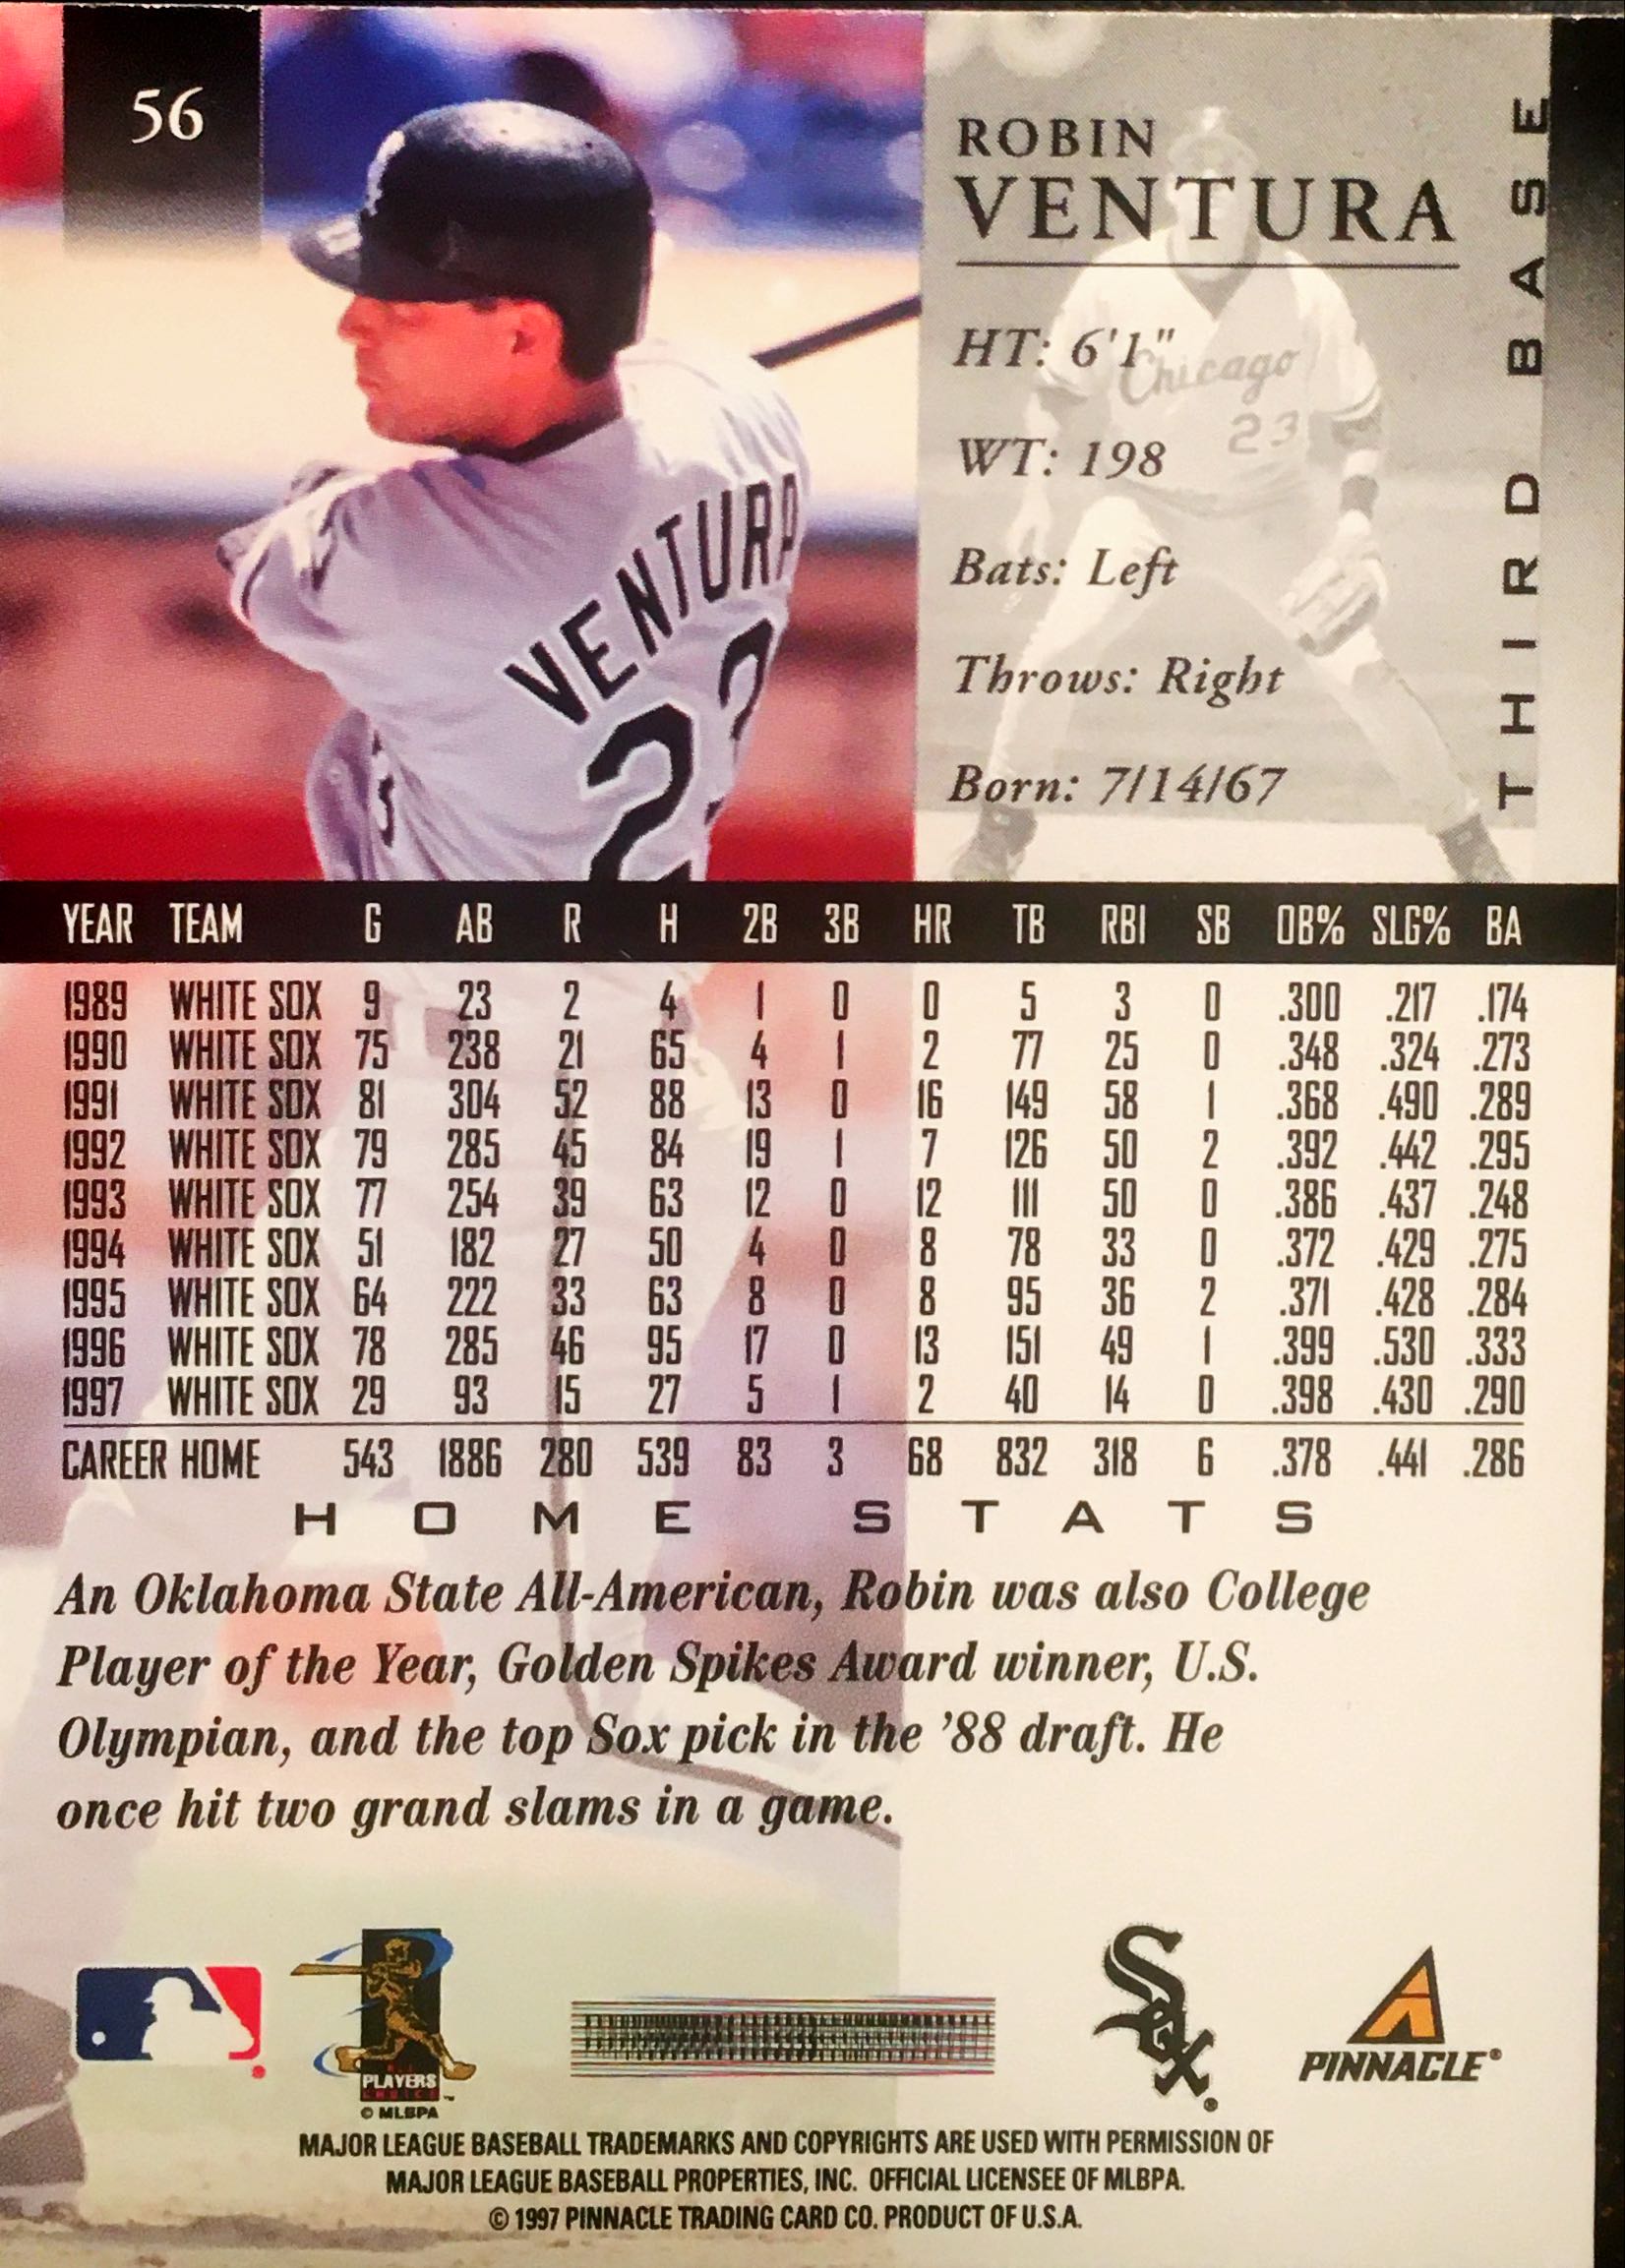 56
ROBIN
VENTURA
HT: 6'1"
WT: 198
Bats: Left
Throws: Right
Born: 7/14/67
THIRD BASE
Chicago
23
VENTURA
23
YEAR TEAM G AB R H 2B 3B HR TB RBI SB OB% SLG% BA
1989 WHITE SOX 9 23 2 4 1 0 0 5 3 0 .300 .217 .174
1990 WHITE SOX 75 238 21 65 4 1 2 77 25 0 .348 .324 .273
1991 WHITE SOX 81 304 52 88 13 0 16 149 58 1 .368 .490 .289
1992 WHITE SOX 79 285 45 84 19 1 7 126 50 2 .392 .442 .295
1993 WHITE SOX 77 254 39 63 12 0 12 111 50 0 .386 .437 .248
1994 WHITE SOX 51 182 27 50 4 0 8 78 33 0 .372 .429 .275
1995 WHITE SOX 64 222 33 63 8 0 8 95 36 2 .371 .428 .284
1996 WHITE SOX 78 285 46 95 17 0 13 151 49 1 .399 .530 .333
1997 WHITE SOX 29 93 15 27 5 1 2 40 14 0 .398 .430 .290
CAREER HOME 543 1886 280 539 83 3 68 832 318 6 .378 .441 .286
HOME STATS
An Oklahoma State All-American, Robin was also College
Player of the Year, Golden Spikes Award winner, U.S.
Olympian, and the top Sox pick in the '88 draft. He
once hit two grand slams in a game.
PLAYERS
CHOICE
© MLBPA
Sox
PINNACLE®
MAJOR LEAGUE BASEBALL TRADEMARKS AND COPYRIGHTS ARE USED WITH PERMISSION OF
MAJOR LEAGUE BASEBALL PROPERTIES, INC. OFFICIAL LICENSEE OF MLBPA.
© 1997 PINNACLE TRADING CARD CO. PRODUCT OF U.S.A.